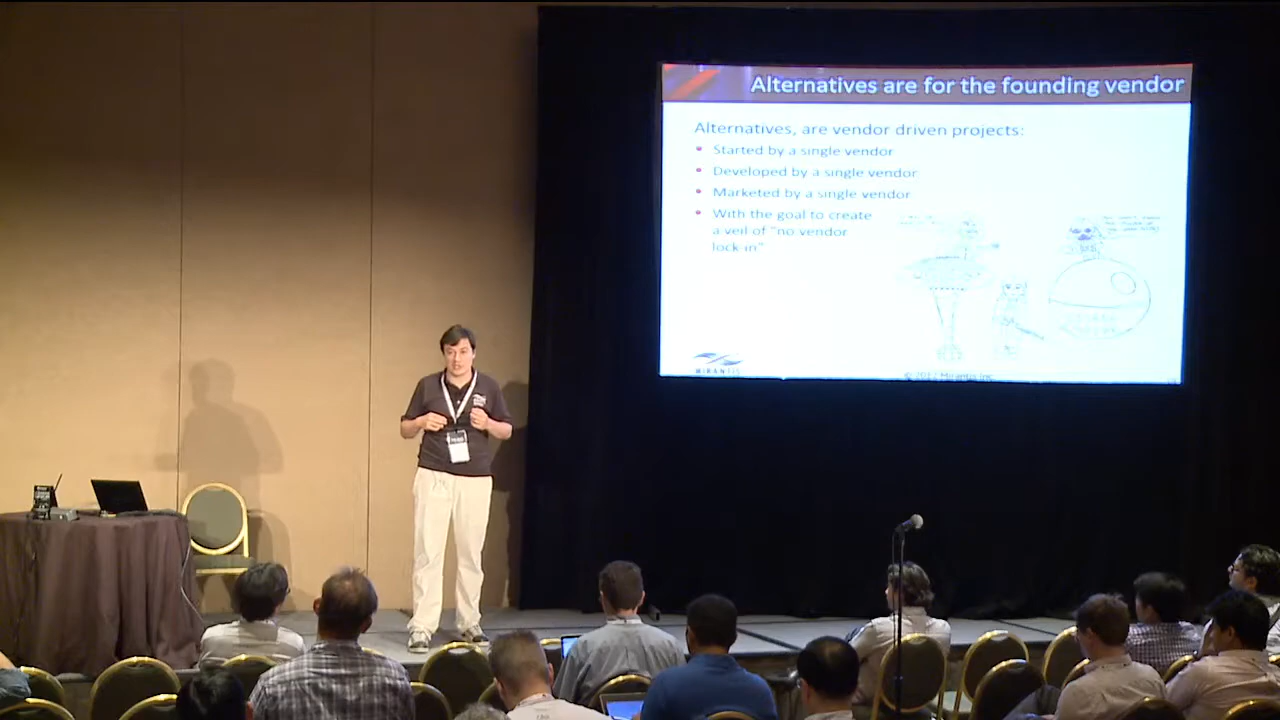 Alternatives are for the founding vendor
Alternatives, are vendor driven projects:
Started by a single vendor
Developed by a single vendor
Marketed by a single vendor
With the goal to create
a veil of "no vendor
lock-in"
MIRANTIS
© 2012 Mirantis Inc.